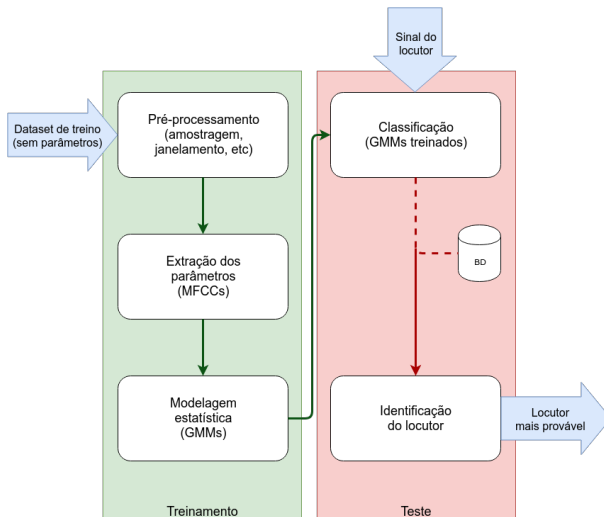 Sinal do
locutor
Dataset de treino
(sem parâmetros)
Pré-processamento
(amostragem,
janelamento, etc)
Classificação
(GMMs treinados)
Extração dos
parâmetros
(MFCCs)
BD
Modelagem
estatística
(GMMs)
Identificação
do locutor
Locutor
mais provável
Treinamento
Teste